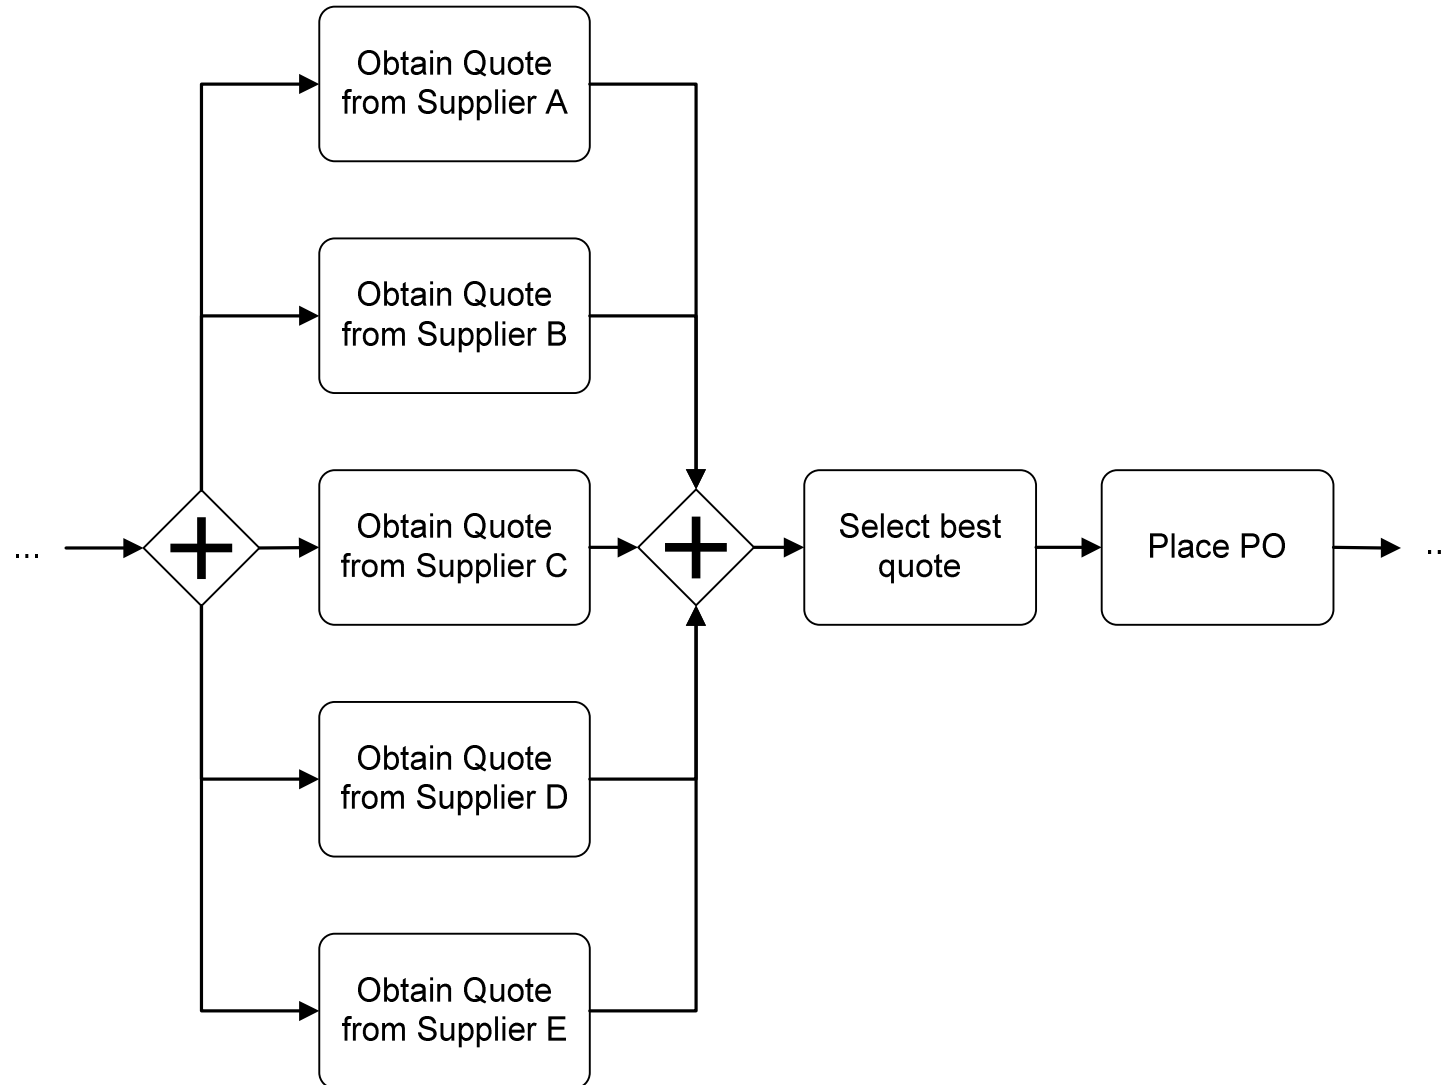 Obtain Quote
from Supplier A
Obtain Quote
from Supplier B
...
Obtain Quote
from Supplier C
Select best
quote
Place PO
..
Obtain Quote
from Supplier D
Obtain Quote
from Supplier E